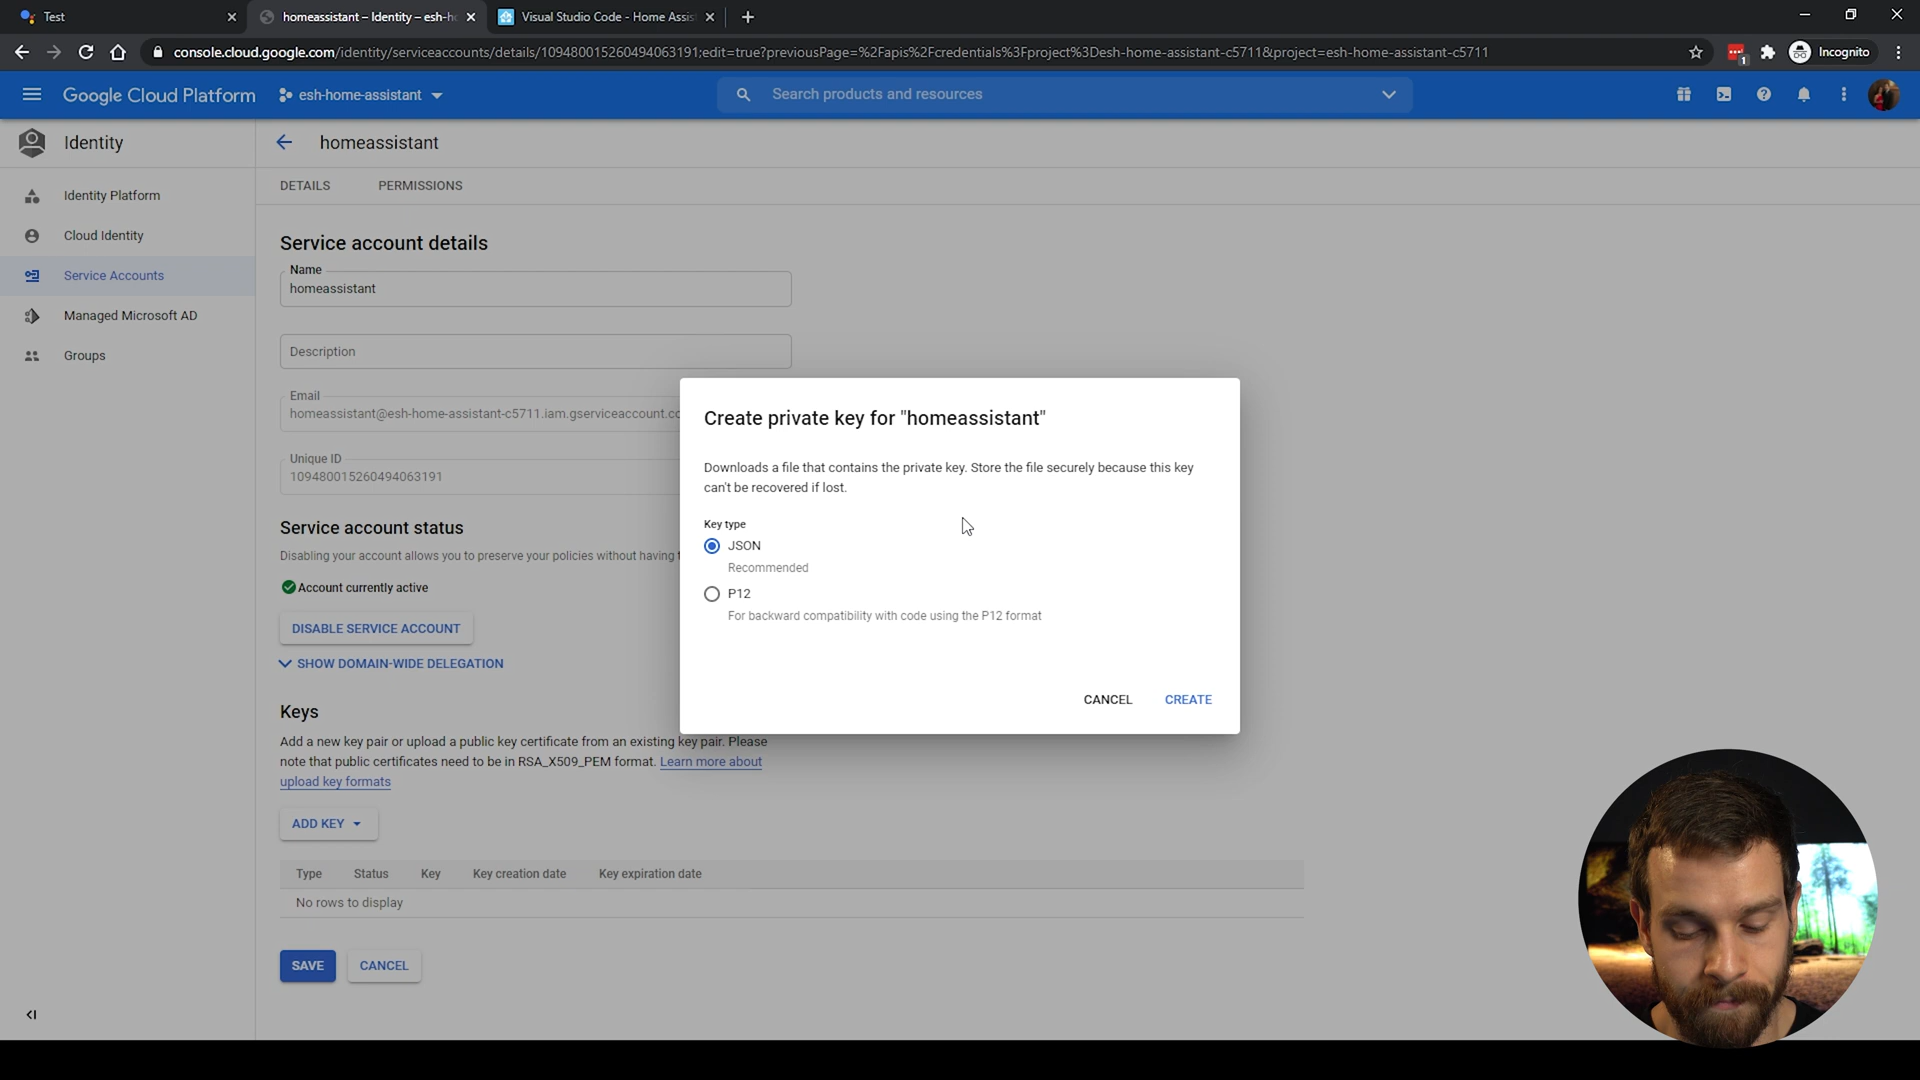 Test
homeassistant – Identity – esh-ho
Visual Studio Code - Home Assis
console.cloud.google.com/identity/serviceaccounts/details/109480015260494063191;edit=true?previousPage=%2Fapis%2Fcredentials%3Fproject%3Desh-home-assistant-c5711&project=esh-home-assistant-c5711
1
Incognito
Google Cloud Platform
esh-home-assistant
Search products and resources
Identity
homeassistant
DETAILS
PERMISSIONS
Identity Platform
Cloud Identity
Service Accounts
Managed Microsoft AD
Groups
Service account details
Name
homeassistant
Description
Email
homeassistant@esh-home-assistant-c5711.iam.gserviceaccount.co
Unique ID
109480015260494063191
Service account status
Disabling your account allows you to preserve your policies without having t
Account currently active
DISABLE SERVICE ACCOUNT
SHOW DOMAIN-WIDE DELEGATION
Keys
Add a new key pair or upload a public key certificate from an existing key pair. Please
note that public certificates need to be in RSA_X509_PEM format. Learn more about
upload key formats
ADD KEY
Type Status Key Key creation date Key expiration date
No rows to display
SAVE
CANCEL
Create private key for "homeassistant"
Downloads a file that contains the private key. Store the file securely because this key
can't be recovered if lost.
Key type
JSON
Recommended
P12
For backward compatibility with code using the P12 format
CANCEL
CREATE